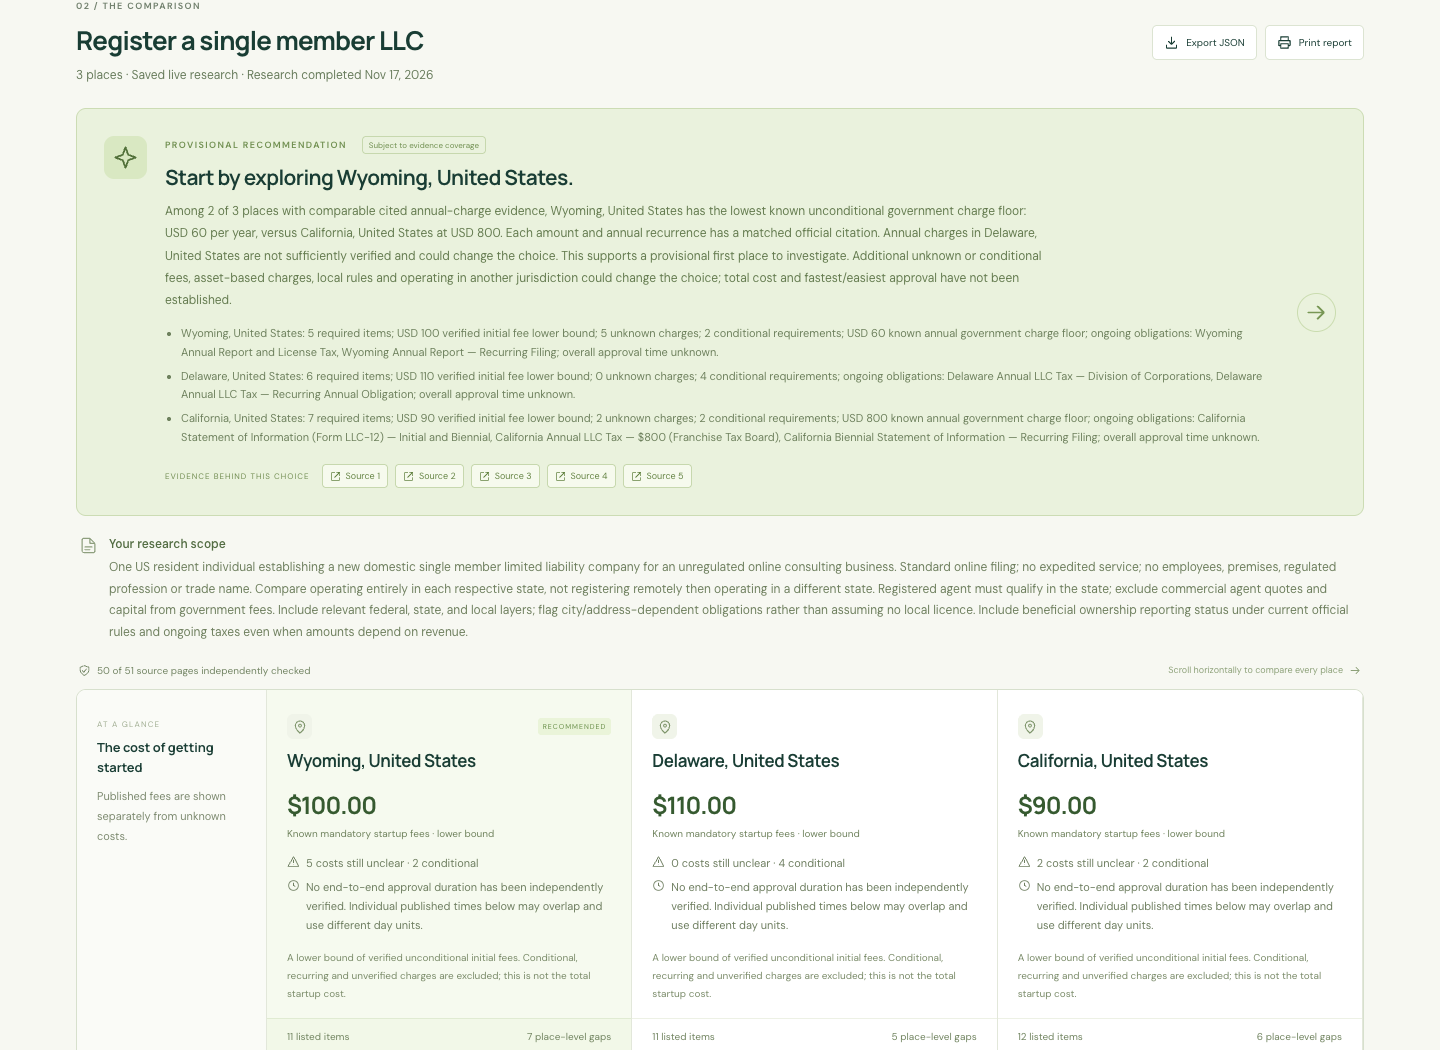 02 / THE COMPARISON
Register a single member LLC
3 places · Saved live research · Research completed Nov 17, 2026
Export JSON
Print report
PROVISIONAL RECOMMENDATION
Subject to evidence coverage
Start by exploring Wyoming, United States.
Among 2 of 3 places with comparable cited annual-charge evidence, Wyoming, United States has the lowest known unconditional government charge floor:
USD 60 per year, versus California, United States at USD 800. Each amount and annual recurrence has a matched official citation. Annual charges in Delaware,
United States are not sufficiently verified and could change the choice. This supports a provisional first place to investigate. Additional unknown or conditional
fees, asset-based charges, local rules and operating in another jurisdiction could change the choice; total cost and fastest/easiest approval have not been
established.
• Wyoming, United States: 5 required items; USD 100 verified initial fee lower bound; 5 unknown charges; 2 conditional requirements; USD 60 known annual government charge floor; ongoing obligations: Wyoming
Annual Report and License Tax, Wyoming Annual Report — Recurring Filing; overall approval time unknown.
• Delaware, United States: 6 required items; USD 110 verified initial fee lower bound; 0 unknown charges; 4 conditional requirements; ongoing obligations: Delaware Annual LLC Tax — Division of Corporations, Delaware
Annual LLC Tax — Recurring Annual Obligation; overall approval time unknown.
• California, United States: 7 required items; USD 90 verified initial fee lower bound; 2 unknown charges; 2 conditional requirements; USD 800 known annual government charge floor; ongoing obligations: California
Statement of Information (Form LLC-12) — Initial and Biennial, California Annual LLC Tax — $800 (Franchise Tax Board), California Biennial Statement of Information — Recurring Filing; overall approval time unknown.
EVIDENCE BEHIND THIS CHOICE
Source 1
Source 2
Source 3
Source 4
Source 5
Your research scope
One US resident individual establishing a new domestic single member limited liability company for an unregulated online consulting business. Standard online filing; no expedited service; no employees, premises, regulated
profession or trade name. Compare operating entirely in each respective state, not registering remotely then operating in a different state. Registered agent must qualify in the state; exclude commercial agent quotes and
capital from government fees. Include relevant federal, state, and local layers; flag city/address-dependent obligations rather than assuming no local licence. Include beneficial ownership reporting status under current official
rules and ongoing taxes even when amounts depend on revenue.
50 of 51 source pages independently checked
Scroll horizontally to compare every place →
AT A GLANCE
The cost of getting
started
Published fees are shown
separately from unknown
costs.
RECOMMENDED
Wyoming, United States
$100.00
Known mandatory startup fees · lower bound
5 costs still unclear · 2 conditional
No end-to-end approval duration has been independently
verified. Individual published times below may overlap and
use different day units.
A lower bound of verified unconditional initial fees. Conditional,
recurring and unverified charges are excluded; this is not the total
startup cost.
11 listed items
7 place-level gaps
Delaware, United States
$110.00
Known mandatory startup fees · lower bound
0 costs still unclear · 4 conditional
No end-to-end approval duration has been independently
verified. Individual published times below may overlap and
use different day units.
A lower bound of verified unconditional initial fees. Conditional,
recurring and unverified charges are excluded; this is not the total
startup cost.
11 listed items
5 place-level gaps
California, United States
$90.00
Known mandatory startup fees · lower bound
2 costs still unclear · 2 conditional
No end-to-end approval duration has been independently
verified. Individual published times below may overlap and
use different day units.
A lower bound of verified unconditional initial fees. Conditional,
recurring and unverified charges are excluded; this is not the total
startup cost.
12 listed items
6 place-level gaps